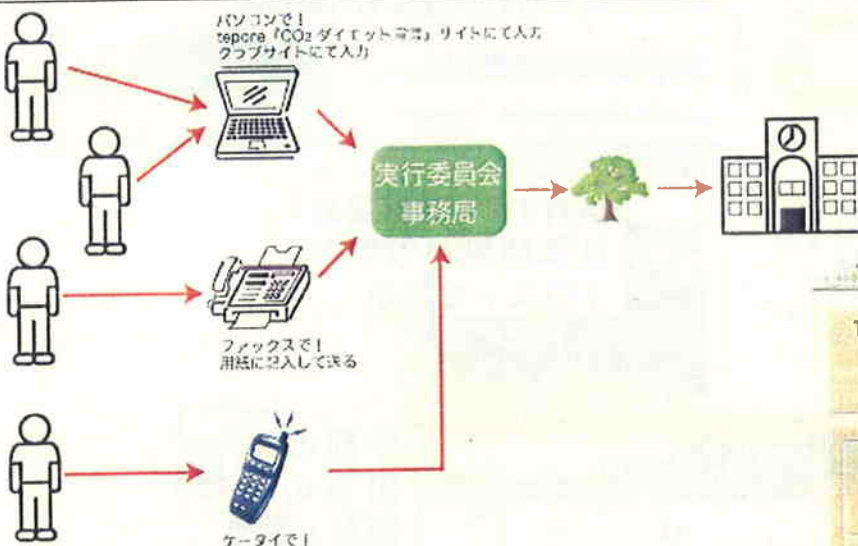 パソコンで!
tepore『CO2 ダイエット宣言』サイトにて入力
クラブサイトにて入力
実行委員会
事務局
ファックスで!
用紙に記入して送る
ケータイで!